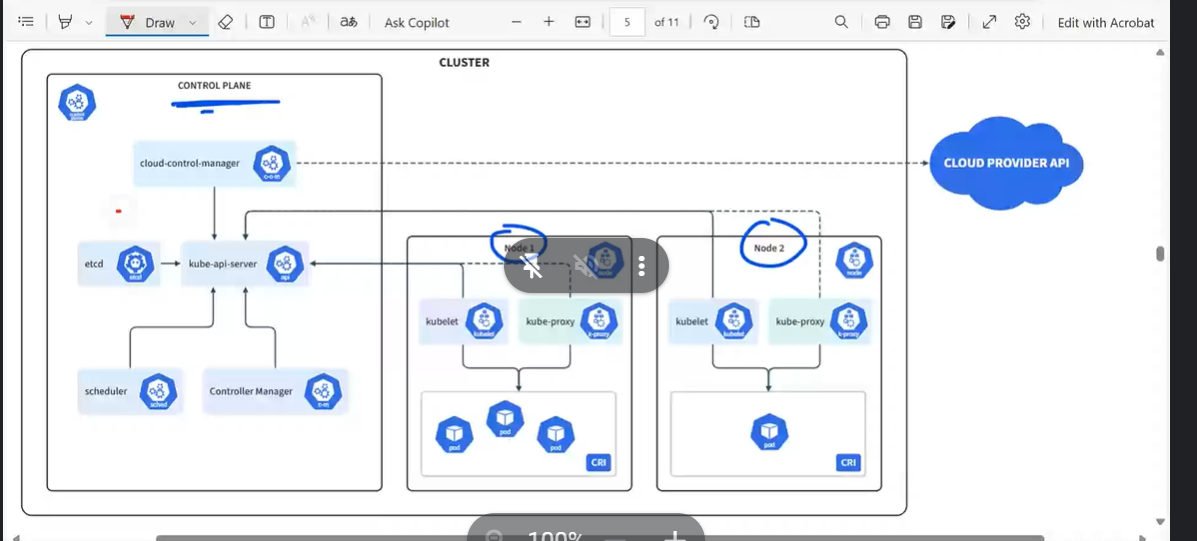 Draw
Ask Copilot
5
of 11
Edit with Acrobat
CLUSTER
CONTROL PLANE
cloud-control-manager
c-c-m
CLOUD PROVIDER API
etcd
etcd
kube-api-server
api
Node 1
node
Node 2
node
kubelet
kubelet
kube-proxy
k-proxy
kubelet
kubelet
kube-proxy
k-proxy
scheduler
sched
Controller Manager
c-m
pod
pod
pod
CRI
pod
CRI
100%